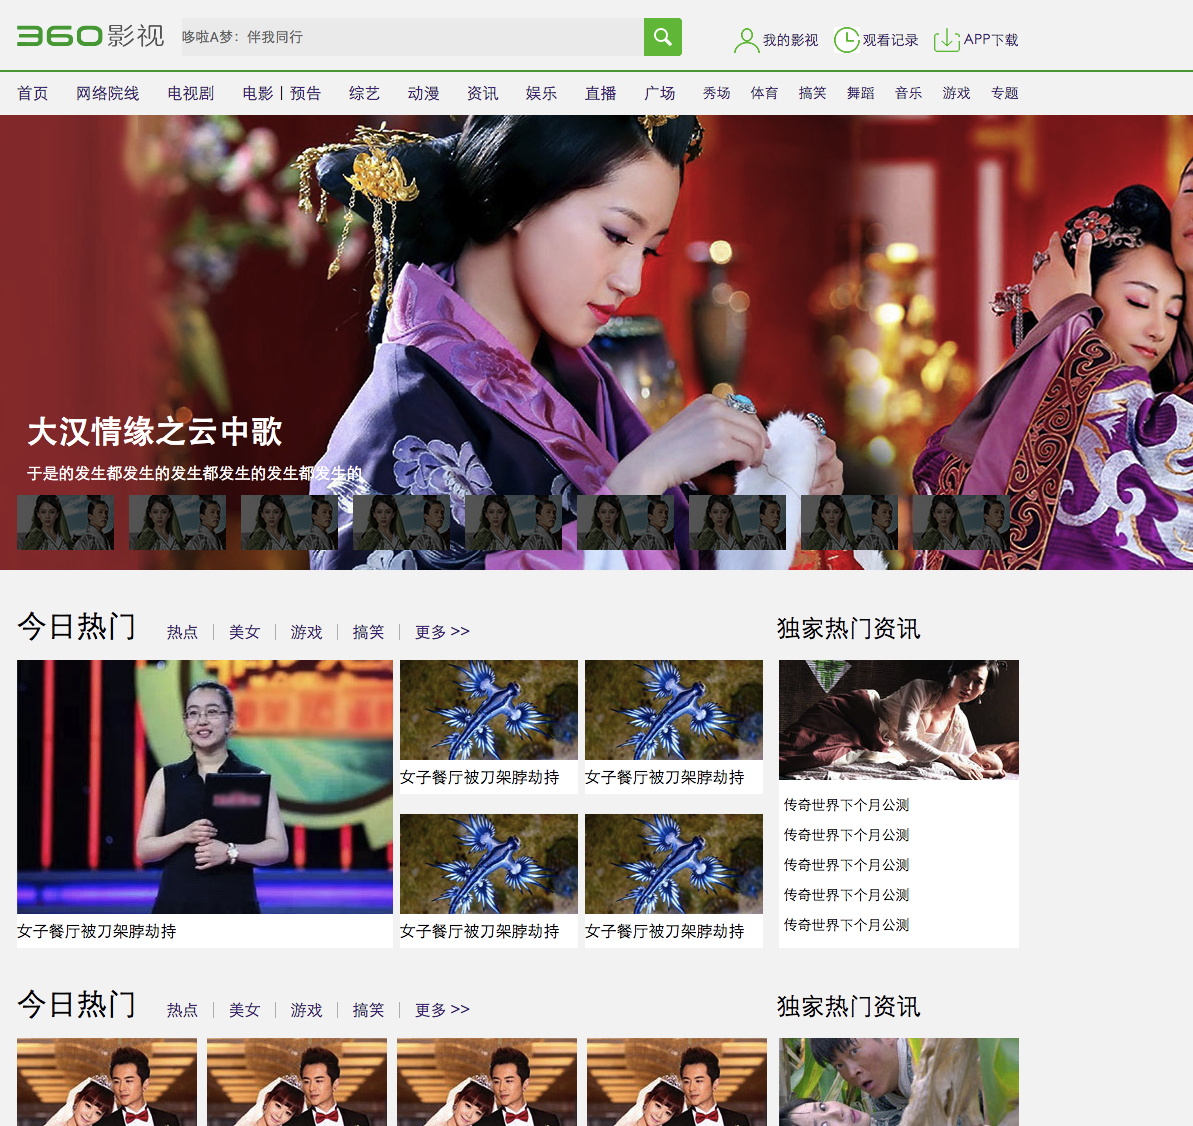 360影视
哆啦A梦：伴我同行
我的影视 观看记录 APP下载
首页 网络院线 电视剧 电影 | 预告 综艺 动漫 资讯 娱乐 直播 广场 秀场 体育 搞笑 舞蹈 音乐 游戏 专题
大汉情缘之云中歌
于是的发生都发生的发生都发生的发生都发生的
今日热门 热点 美女 游戏 搞笑 更多 >>
独家热门资讯
女子餐厅被刀架脖劫持 女子餐厅被刀架脖劫持
传奇世界下个月公测
传奇世界下个月公测
传奇世界下个月公测
传奇世界下个月公测
传奇世界下个月公测
女子餐厅被刀架脖劫持 女子餐厅被刀架脖劫持 女子餐厅被刀架脖劫持
今日热门 热点 美女 游戏 搞笑 更多 >>
独家热门资讯